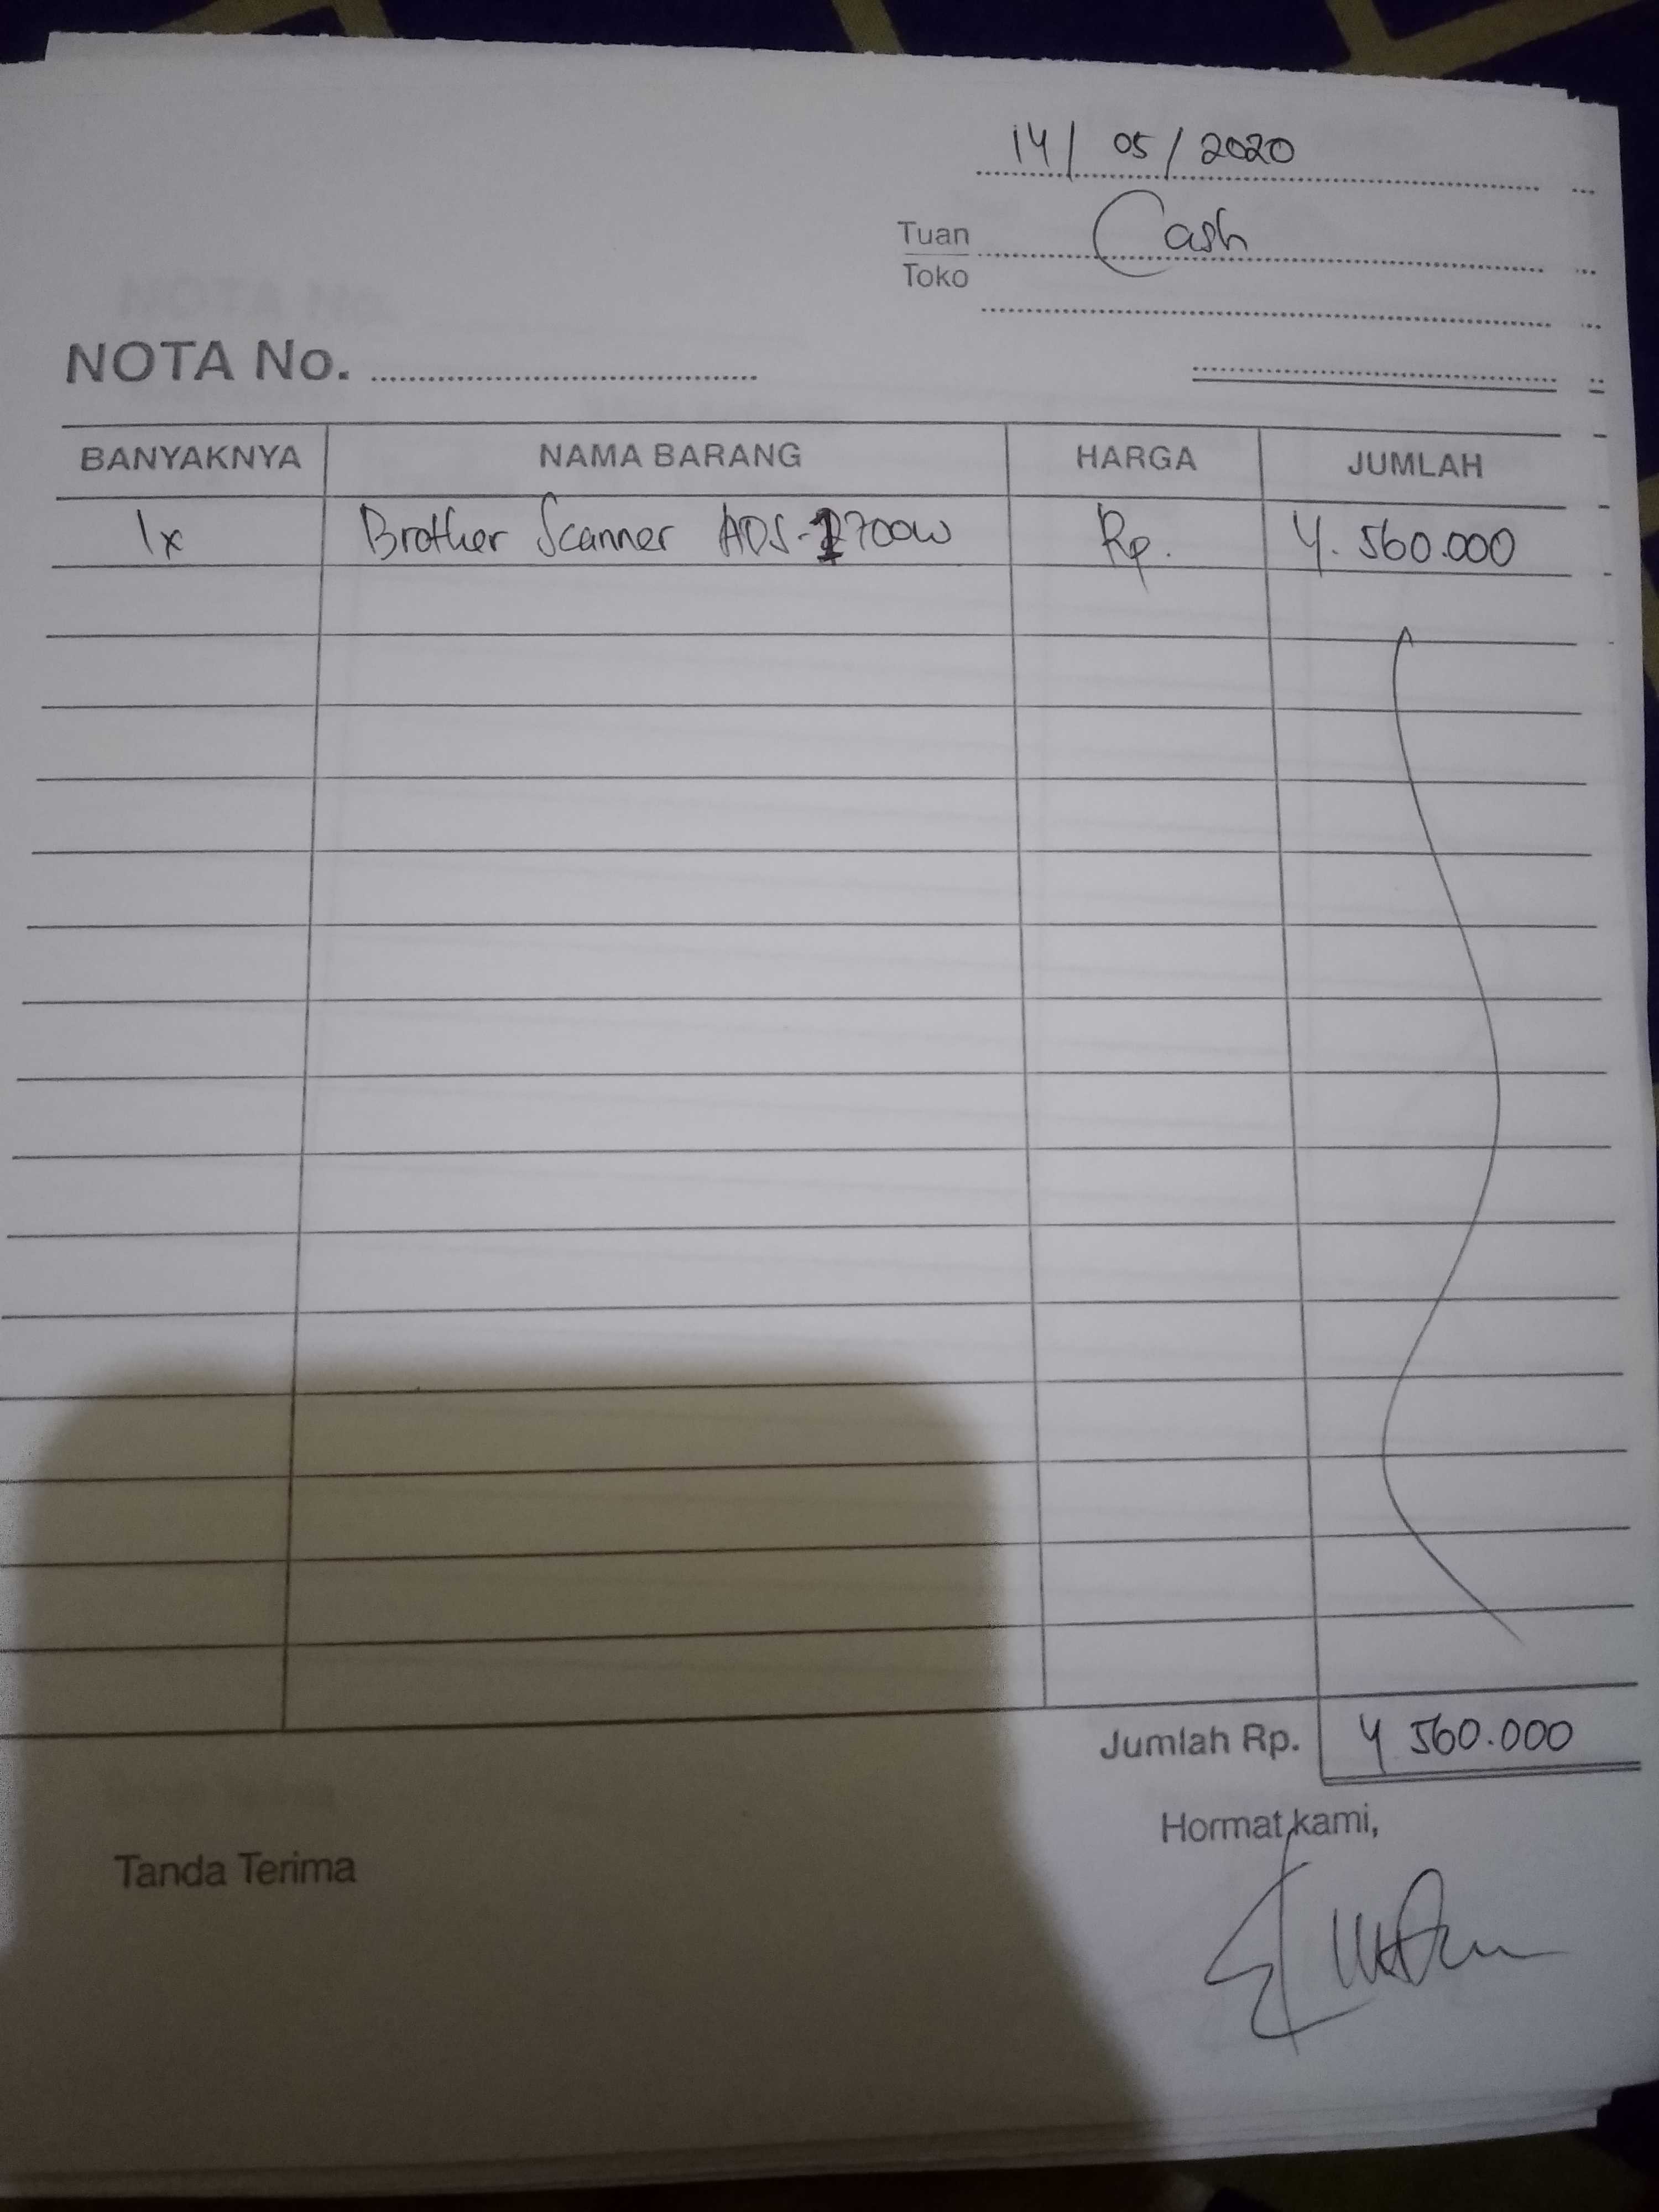 14/ 05/2020
Tuan Cash
Toko
NOTA No.
BANYAKNYA NAMA BARANG HARGA JUMLAH
1x Brother Scanner ADS-1700W Rp. 4.560.000
Jumlah Rp. 4 560.000
Hormat kami,
Tanda Terima